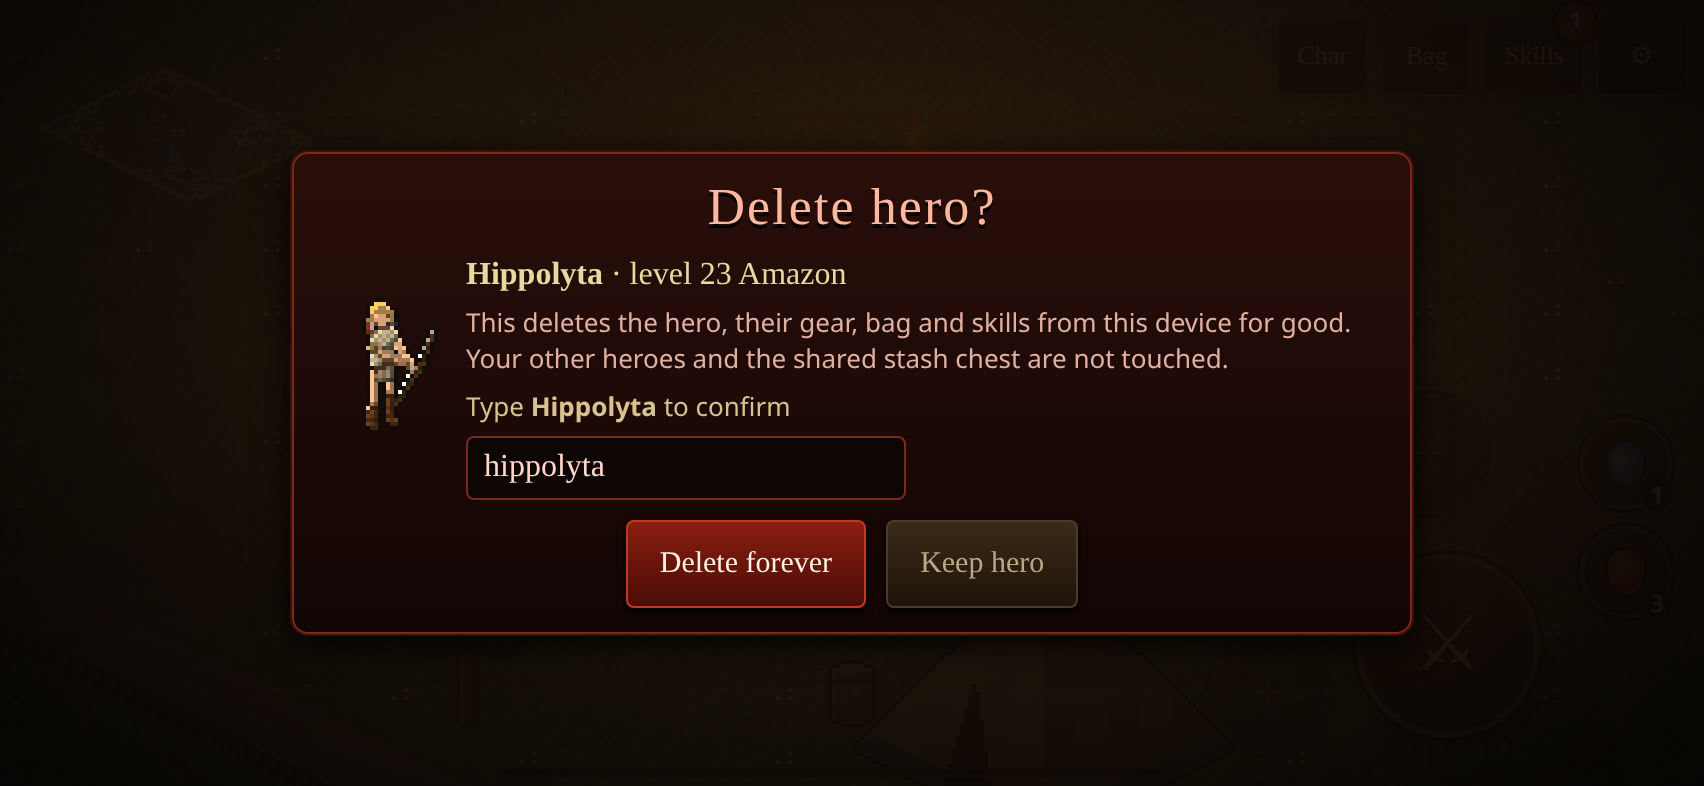 Char Bag Skills 1
Delete hero?
Hippolyta · level 23 Amazon
This deletes the hero, their gear, bag and skills from this device for good.
Your other heroes and the shared stash chest are not touched.
Type Hippolyta to confirm
hippolyta
Delete forever Keep hero
1
3